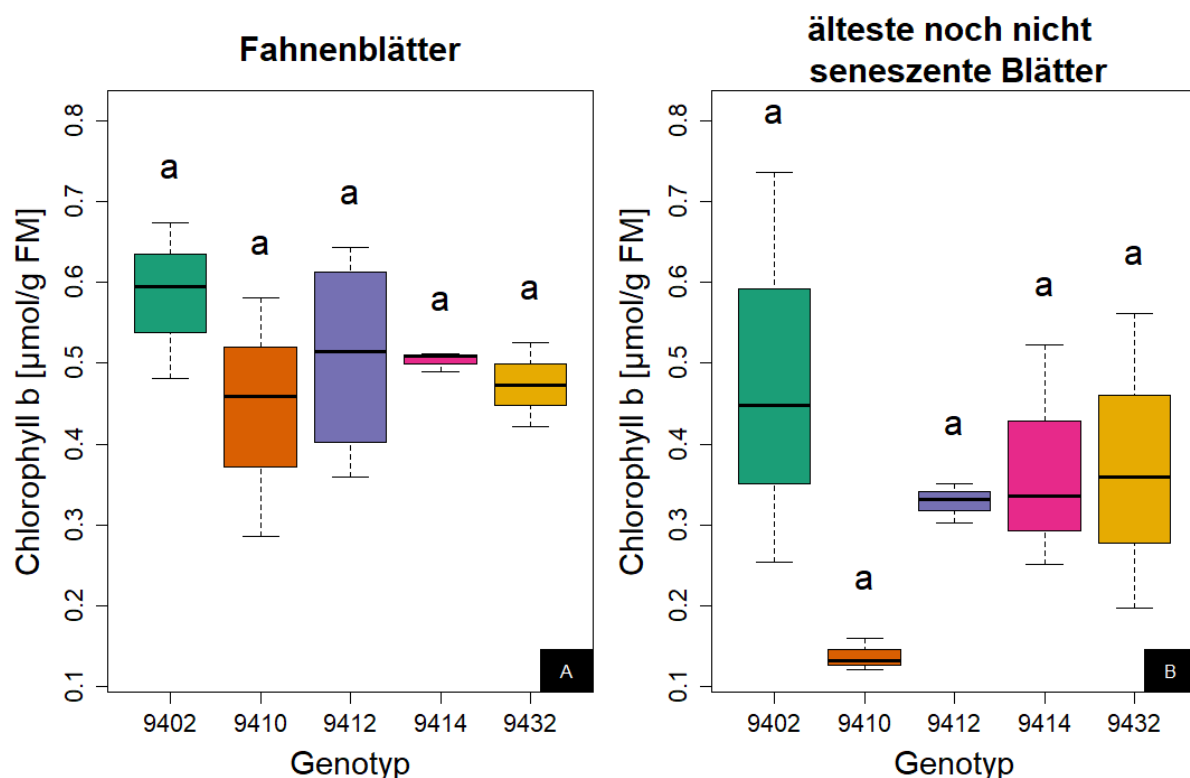 Fahnenblätter
Chlorophyll b [µmol/g FM]
0.8
0.7
0.6
0.5
0.4
0.3
0.2
0.1
a
a
a
a
a
A
9402 9410 9412 9414 9432
Genotyp
älteste noch nicht
seneszente Blätter
Chlorophyll b [µmol/g FM]
0.8
0.7
0.6
0.5
0.4
0.3
0.2
0.1
a
a
a
a
a
B
9402 9410 9412 9414 9432
Genotyp